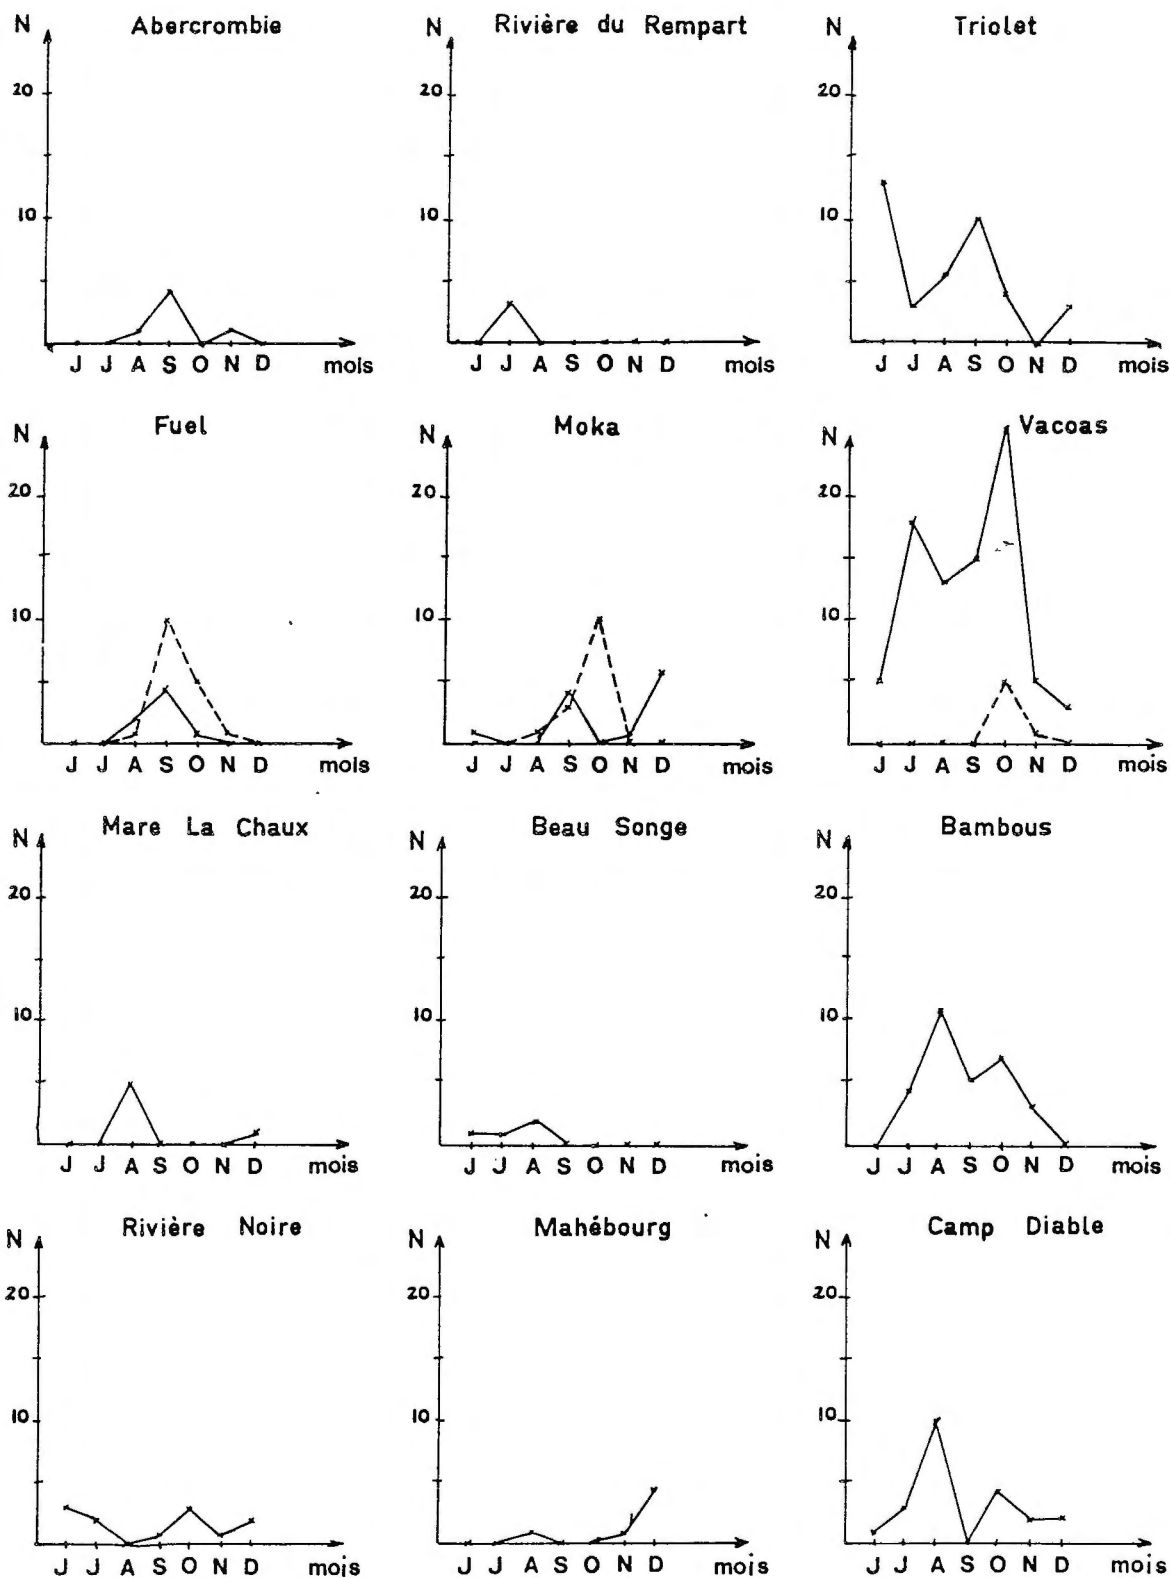 Abercrombie
N
20
10
J J A S O N D mois
Rivière du Rempart
N
20
10
J J A S O N D mois
Triolet
N
20
10
J J A S O N D mois
Fuel
N
20
10
J J A S O N D mois
Moka
N
20
10
J J A S O N D mois
Vacoas
N
20
10
J J A S O N D mois
Mare La Chaux
N
20
10
J J A S O N D mois
Beau Songe
N
20
10
J J A S O N D mois
Bambous
N
20
10
J J A S O N D mois
Rivière Noire
N
20
10
J J A S O N D mois
Mahébourg
N
20
10
J J A S O N D mois
Camp Diable
N
20
10
J J A S O N D mois